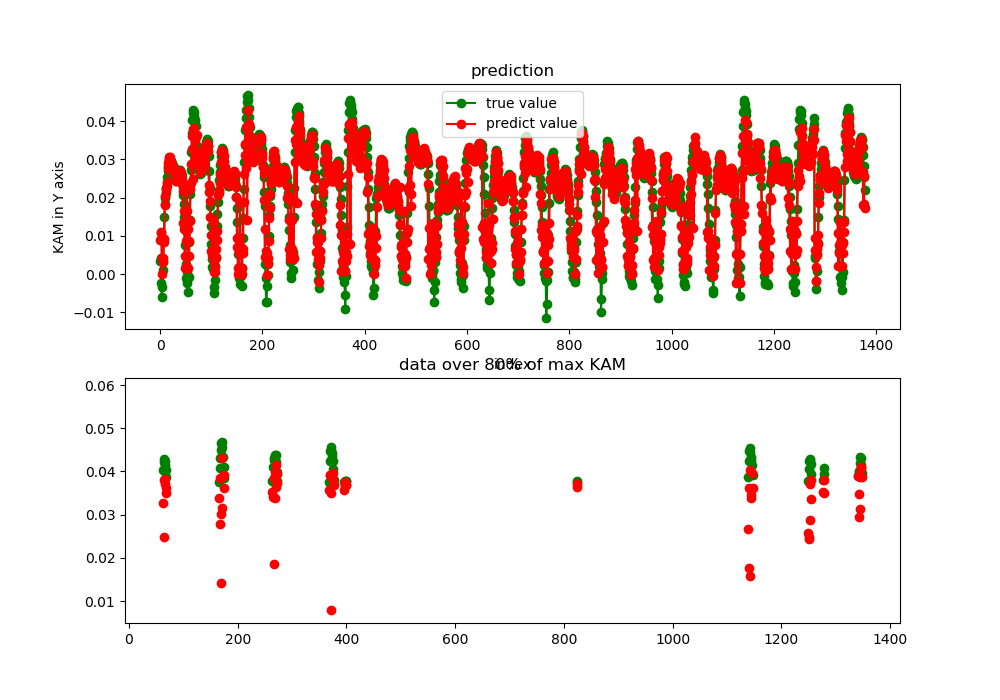 prediction
true value
predict value
KAM in Y axis
0.04
0.03
0.02
0.01
0.00
−0.01
0 200 400 600 800 1000 1200 1400
index
data over 80% of max KAM
0.06
0.05
0.04
0.03
0.02
0.01
0 200 400 600 800 1000 1200 1400